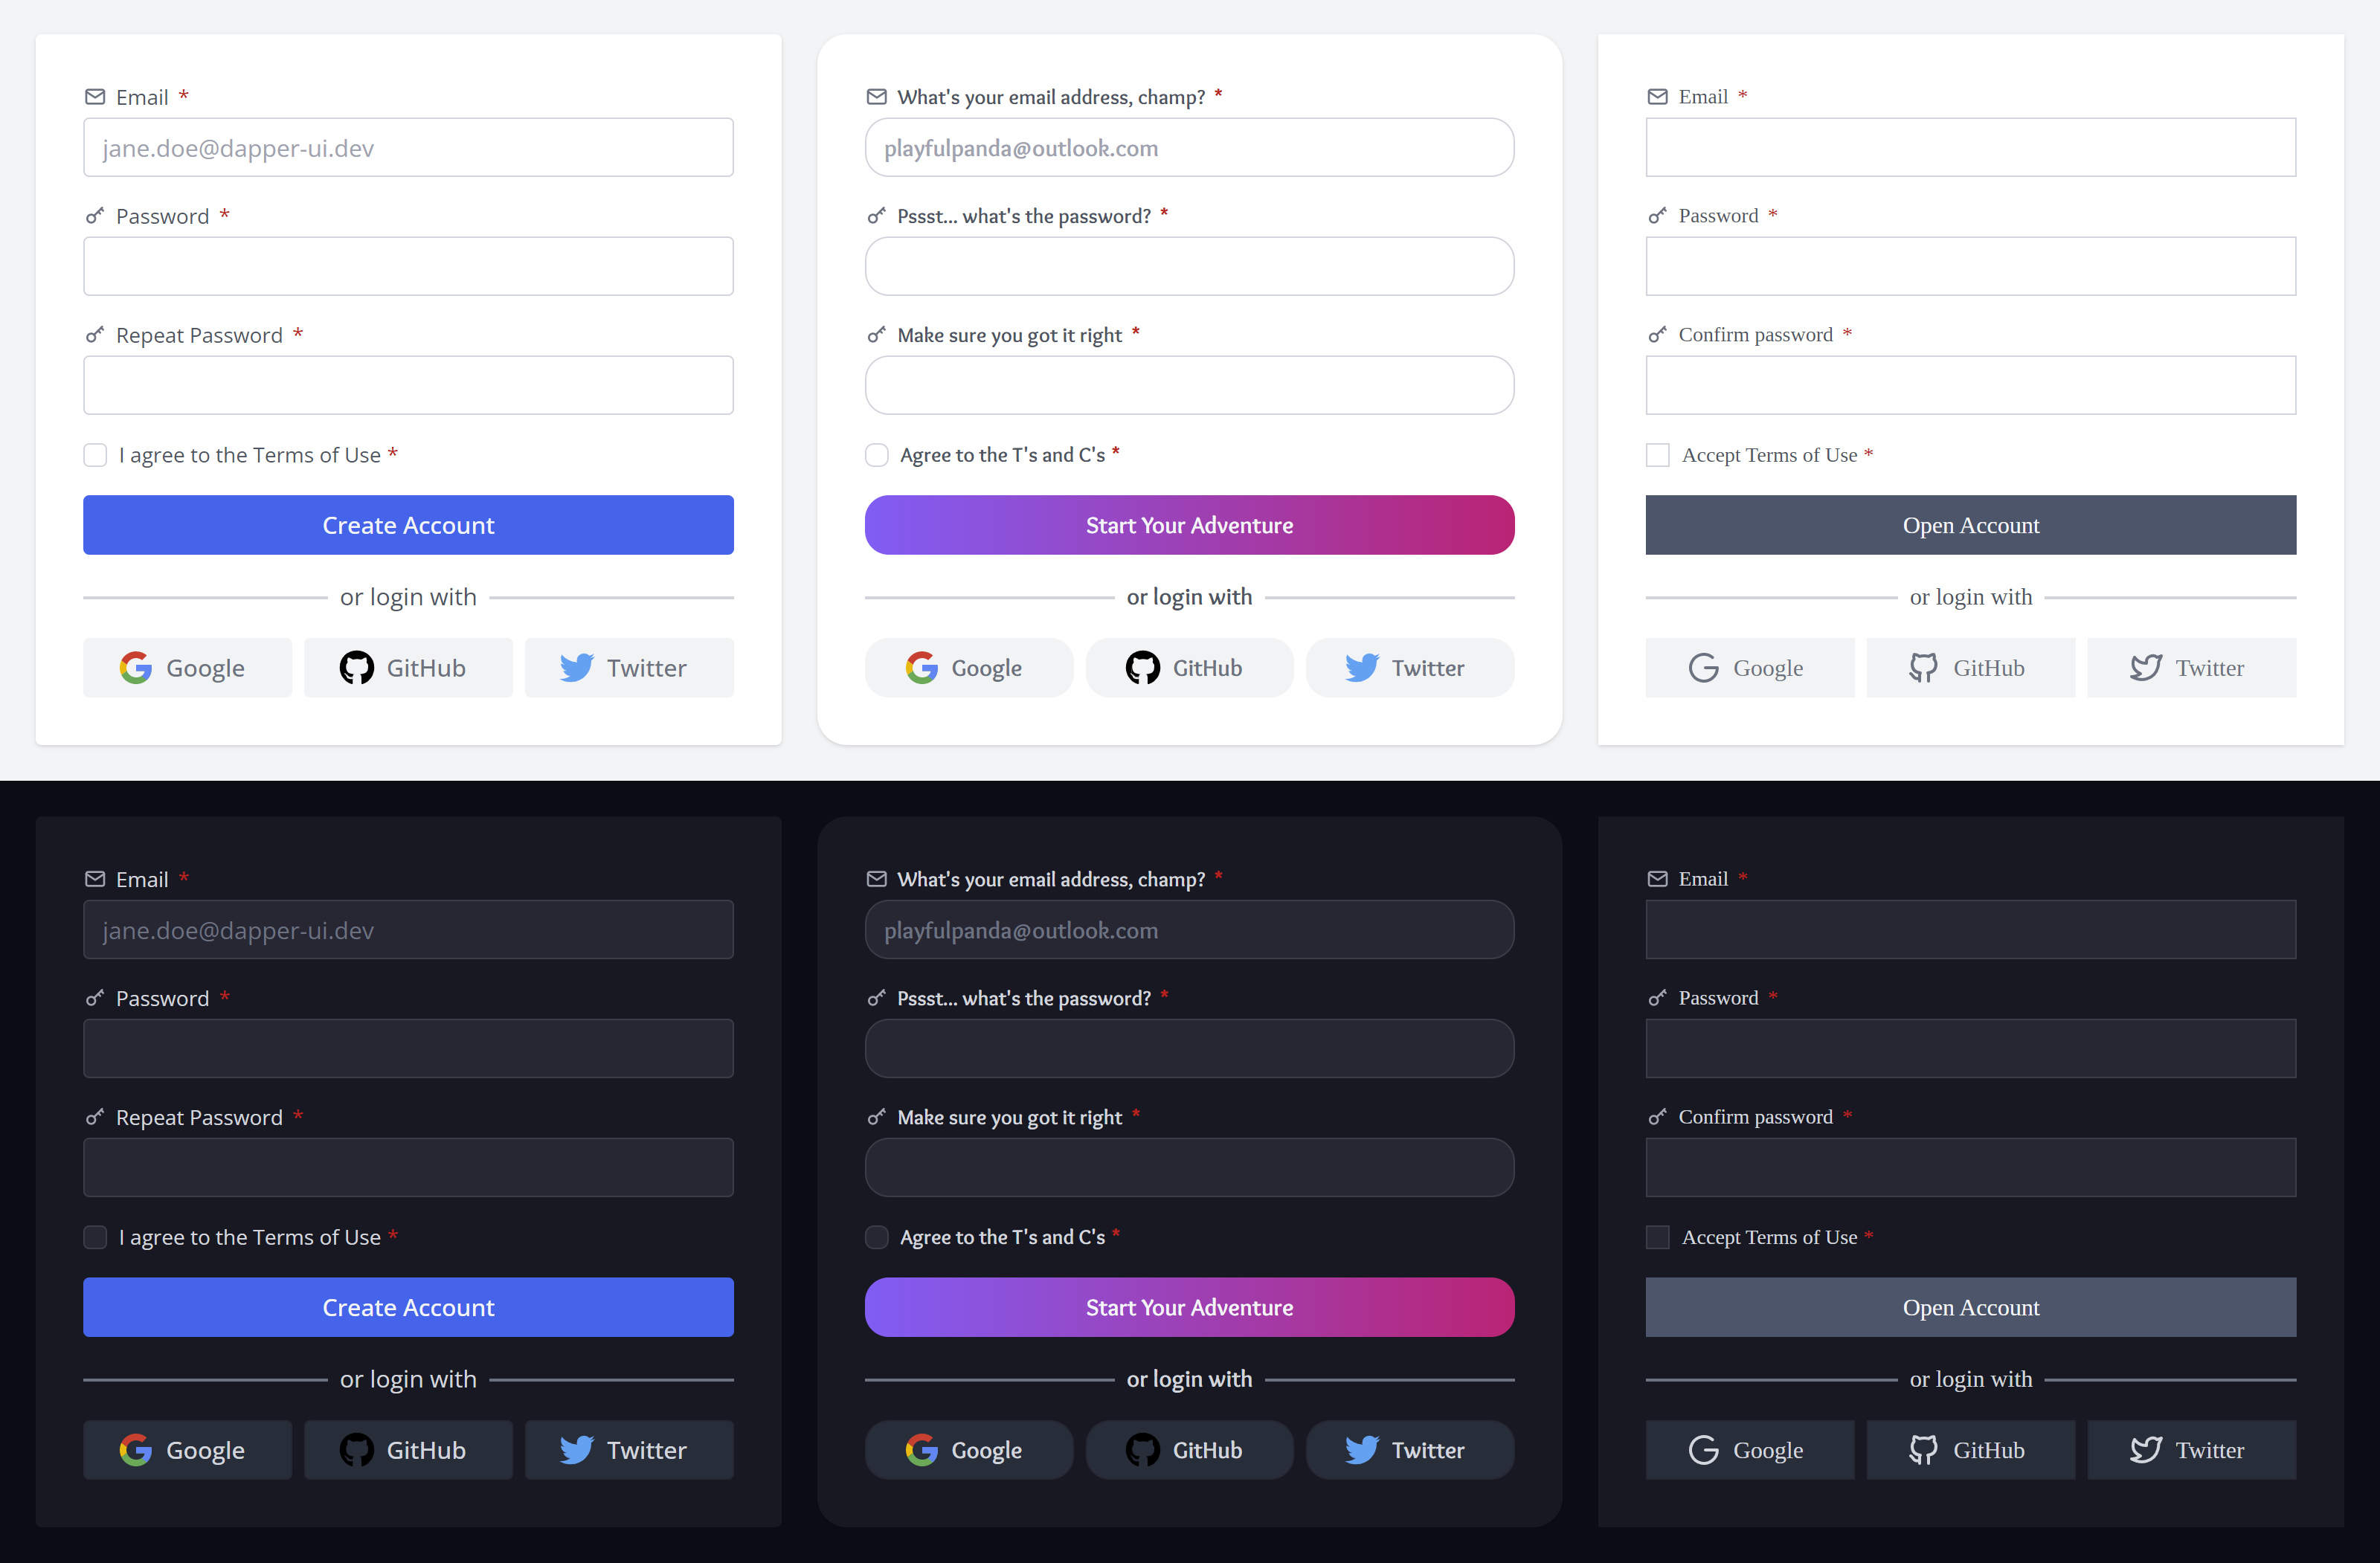 Email *
jane.doe@dapper-ui.dev
Password *
Repeat Password *
I agree to the Terms of Use *
Create Account
or login with
Google
GitHub
Twitter
What's your email address, champ? *
playfulpanda@outlook.com
Pssst... what's the password? *
Make sure you got it right *
Agree to the T's and C's *
Start Your Adventure
or login with
Google
GitHub
Twitter
Email *
Password *
Confirm password *
Accept Terms of Use *
Open Account
or login with
Google
GitHub
Twitter
Email *
jane.doe@dapper-ui.dev
Password *
Repeat Password *
I agree to the Terms of Use *
Create Account
or login with
Google
GitHub
Twitter
What's your email address, champ? *
playfulpanda@outlook.com
Pssst... what's the password? *
Make sure you got it right *
Agree to the T's and C's *
Start Your Adventure
or login with
Google
GitHub
Twitter
Email *
Password *
Confirm password *
Accept Terms of Use *
Open Account
or login with
Google
GitHub
Twitter